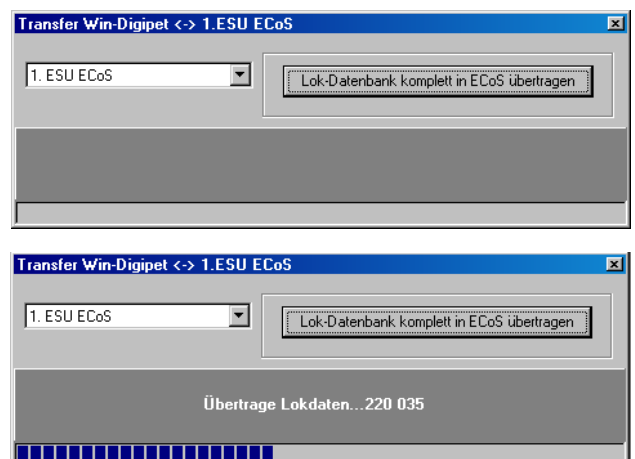 Transfer Win-Digipet <-> 1.ESU ECoS
1. ESU ECoS
Lok-Datenbank komplett in ECoS übertragen
Transfer Win-Digipet <-> 1.ESU ECoS
1. ESU ECoS
Lok-Datenbank komplett in ECoS übertragen
Übertrage Lokdaten...220 035